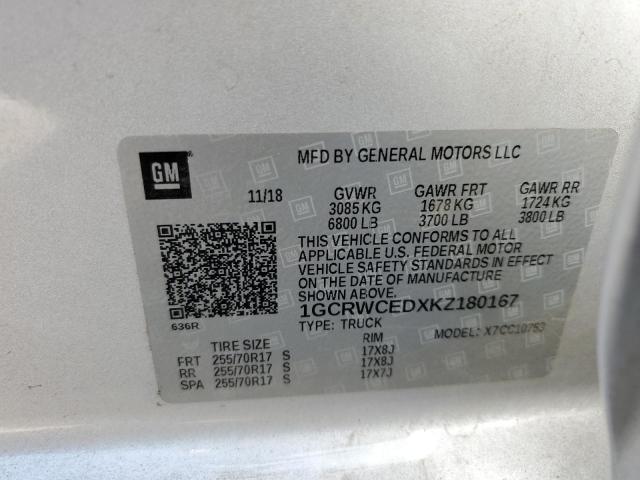 GM
MFD BY GENERAL MOTORS LLC
11/18 GVWR GAWR FRT GAWR RR
3085 KG 1678 KG 1724 KG
6800 LB 3700 LB 3800 LB
THIS VEHICLE CONFORMS TO ALL
APPLICABLE U.S. FEDERAL MOTOR
VEHICLE SAFETY STANDARDS IN EFFECT
ON THE DATE OF MANUFACTURE
SHOWN ABOVE.
636R
1GCRWCEDXKZ180167
TYPE: TRUCK MODEL: X7CC10753
TIRE SIZE RIM
FRT 255/70R17 S 17X8J
RR 255/70R17 S 17X8J
SPA 255/70R17 S 17X7J